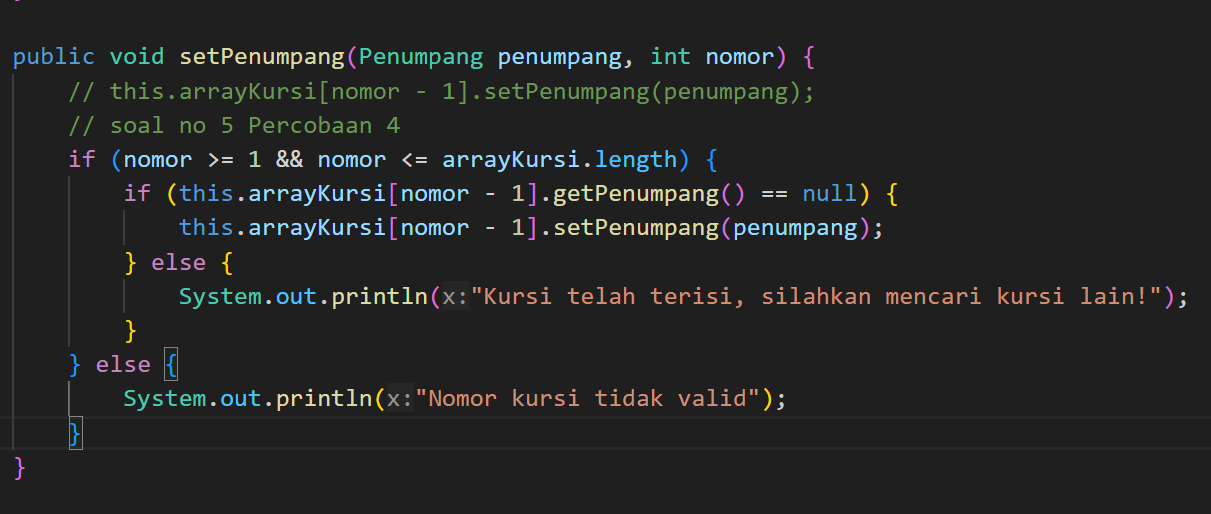 public void setPenumpang(Penumpang penumpang, int nomor) {
// this.arrayKursi[nomor - 1].setPenumpang(penumpang);
// soal no 5 Percobaan 4
if (nomor >= 1 && nomor <= arrayKursi.length) {
if (this.arrayKursi[nomor - 1].getPenumpang() == null) {
this.arrayKursi[nomor - 1].setPenumpang(penumpang);
} else {
System.out.println(x:"Kursi telah terisi, silahkan mencari kursi lain!");
}
} else {
System.out.println(x:"Nomor kursi tidak valid");
}
}